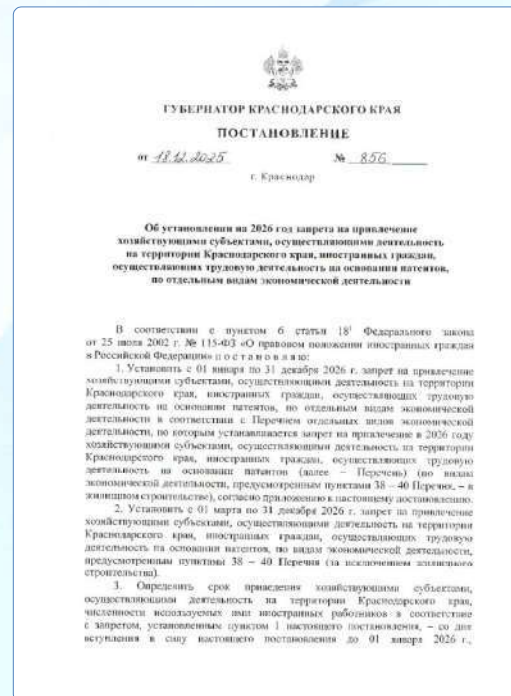 ГУБЕРНАТОР КРАСНОДАРСКОГО КРАЯ
ПОСТАНОВЛЕНИЕ
от 18.12.2025 № 856
г. Краснодар
Об установлении на 2026 год запрета на привлечение
хозяйствующими субъектами, осуществляющими деятельность
на территории Краснодарского края, иностранных граждан,
осуществляющих трудовую деятельность на основании патентов,
по отдельным видам экономической деятельности
В соответствии с пунктом 6 статьи 18¹ Федерального закона
от 25 июля 2002 г. № 115-ФЗ «О правовом положении иностранных граждан
в Российской Федерации» п о с т а н о в л я ю:
1. Установить с 01 января по 31 декабря 2026 г. запрет на привлечение
хозяйствующими субъектами, осуществляющими деятельность на территории
Краснодарского края, иностранных граждан, осуществляющих трудовую
деятельность на основании патентов, по отдельным видам экономической
деятельности в соответствии с Перечнем отдельных видов экономической
деятельности, по которым устанавливается запрет на привлечение в 2026 году
хозяйствующими субъектами, осуществляющими деятельность на территории
Краснодарского края, иностранных граждан, осуществляющих трудовую
деятельность на основании патентов (далее – Перечень) (по видам
экономической деятельности, предусмотренным пунктами 38 – 40 Перечня, – в
жилищном строительстве), согласно приложению к настоящему постановлению.
2. Установить с 01 марта по 31 декабря 2026 г. запрет на привлечение
хозяйствующими субъектами, осуществляющими деятельность на территории
Краснодарского края, иностранных граждан, осуществляющих трудовую
деятельность на основании патентов, по видам экономической деятельности,
предусмотренным пунктами 38 – 40 Перечня (за исключением жилищного
строительства).
3. Определить срок приведения хозяйствующими субъектами,
осуществляющими деятельность на территории Краснодарского края,
численности используемых ими иностранных работников в соответствие
с запретом, установленным пунктом 1 настоящего постановления, – со дня
вступления в силу настоящего постановления до 01 января 2026 г.,